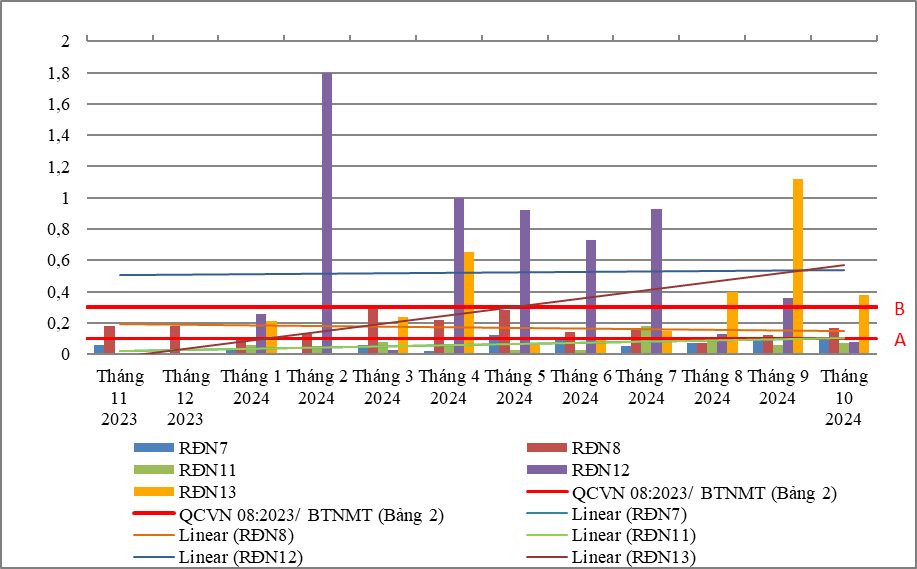 2
1,8
1,6
1,4
1,2
1
0,8
0,6
0,4
0,2
0
B
A
Tháng 11 2023
Tháng 12 2023
Tháng 1 2024
Tháng 2 2024
Tháng 3 2024
Tháng 4 2024
Tháng 5 2024
Tháng 6 2024
Tháng 7 2024
Tháng 8 2024
Tháng 9 2024
Tháng 10 2024
RĐN7
RĐN8
RĐN11
RĐN12
RĐN13
QCVN 08:2023/ BTNMT (Bảng 2)
QCVN 08:2023/ BTNMT (Bảng 2)
Linear (RĐN7)
Linear (RĐN8)
Linear (RĐN11)
Linear (RĐN12)
Linear (RĐN13)